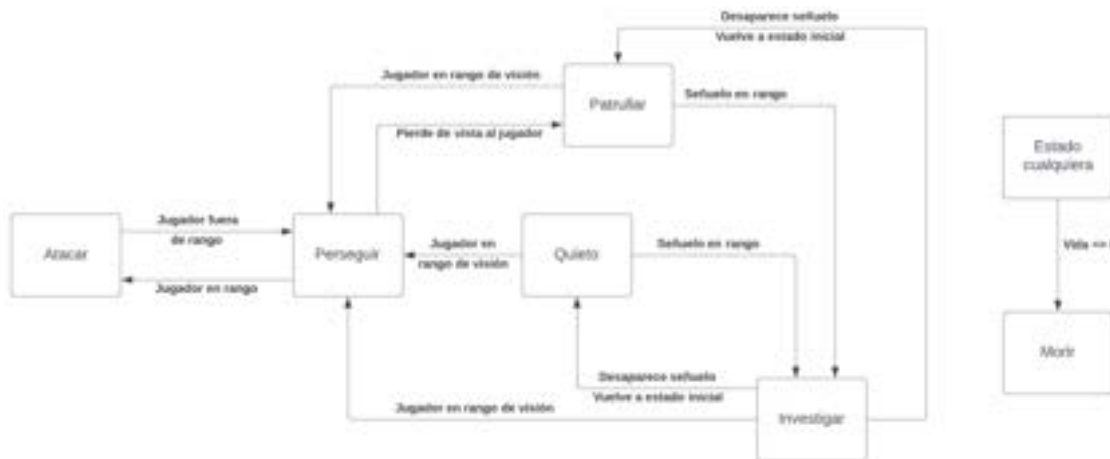 Desaparece señuelo
Vuelve a estado inicial
Jugador en rango de visión
Patrullar
Señuelo en rango
Pierde de vista al jugador
Estado
cualquiera
Jugador fuera
de rango
Atacar
Perseguir
Jugador en
rango de visión
Quieto
Señuelo en rango
Vida <=
Jugador en rango
Morir
Desaparece señuelo
Vuelve a estado inicial
Jugador en rango de visión
Investigar